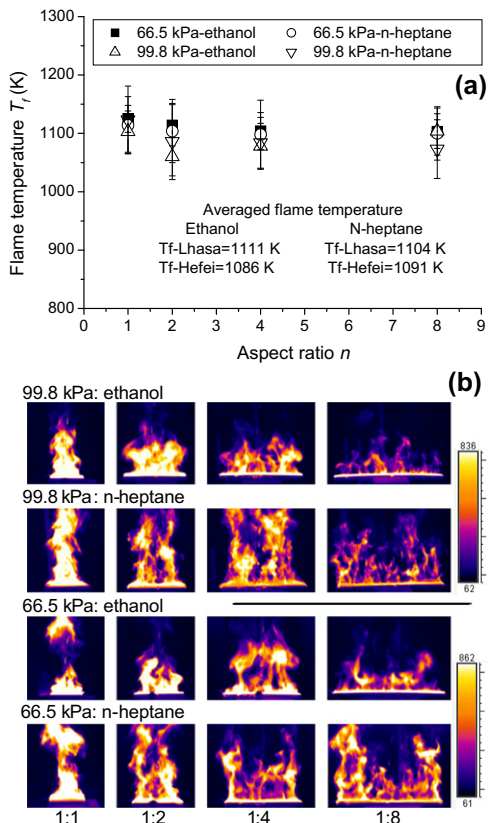 1300
1200
1100
1000
900
800
Flame temperature Tf (K)
66.5 kPa-ethanol 66.5 kPa-n-heptane
99.8 kPa-ethanol 99.8 kPa-n-heptane
(a)
Averaged flame temperature
Ethanol N-heptane
Tf-Lhasa=1111 K Tf-Lhasa=1104 K
Tf-Hefei=1086 K Tf-Hefei=1091 K
0 1 2 3 4 5 6 7 8 9
Aspect ratio n
(b)
99.8 kPa: ethanol
836
99.8 kPa: n-heptane
62
66.5 kPa: ethanol
862
66.5 kPa: n-heptane
61
1:1 1:2 1:4 1:8